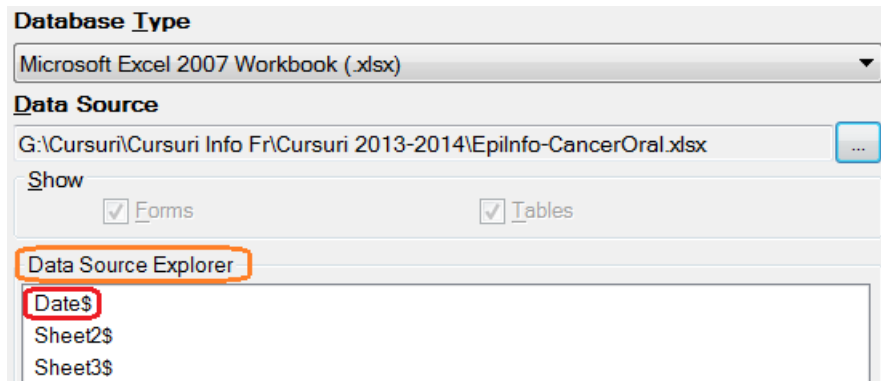 Database Type
Microsoft Excel 2007 Workbook (.xlsx)
Data Source
G:\Cursuri\Cursuri Info Fr\Cursuri 2013-2014\EpiInfo-CancerOral.xlsx
...
Show
Forms Tables
Data Source Explorer
Date$
Sheet2$
Sheet3$